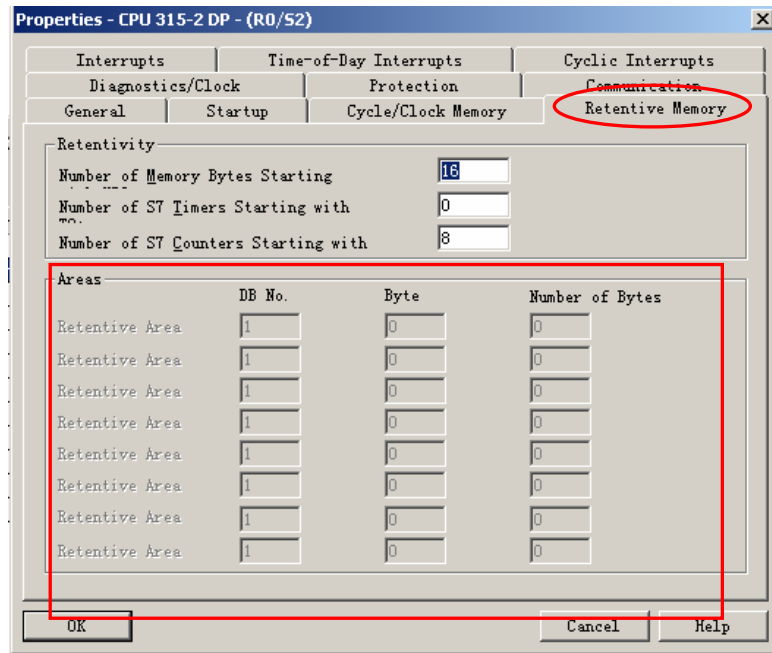 Properties - CPU 315-2 DP - (R0/S2)
Interrupts Time-of-Day Interrupts Cyclic Interrupts
Diagnostics/Clock Protection Communication
General Startup Cycle/Clock Memory Retentive Memory
Retentivity
Number of Memory Bytes Starting 16
Number of S7 Timers Starting with 0
Number of S7 Counters Starting with 8
Areas
DB No. Byte Number of Bytes
Retentive Area 1 0 0
Retentive Area 1 0 0
Retentive Area 1 0 0
Retentive Area 1 0 0
Retentive Area 1 0 0
Retentive Area 1 0 0
Retentive Area 1 0 0
Retentive Area 1 0 0
OK Cancel Help